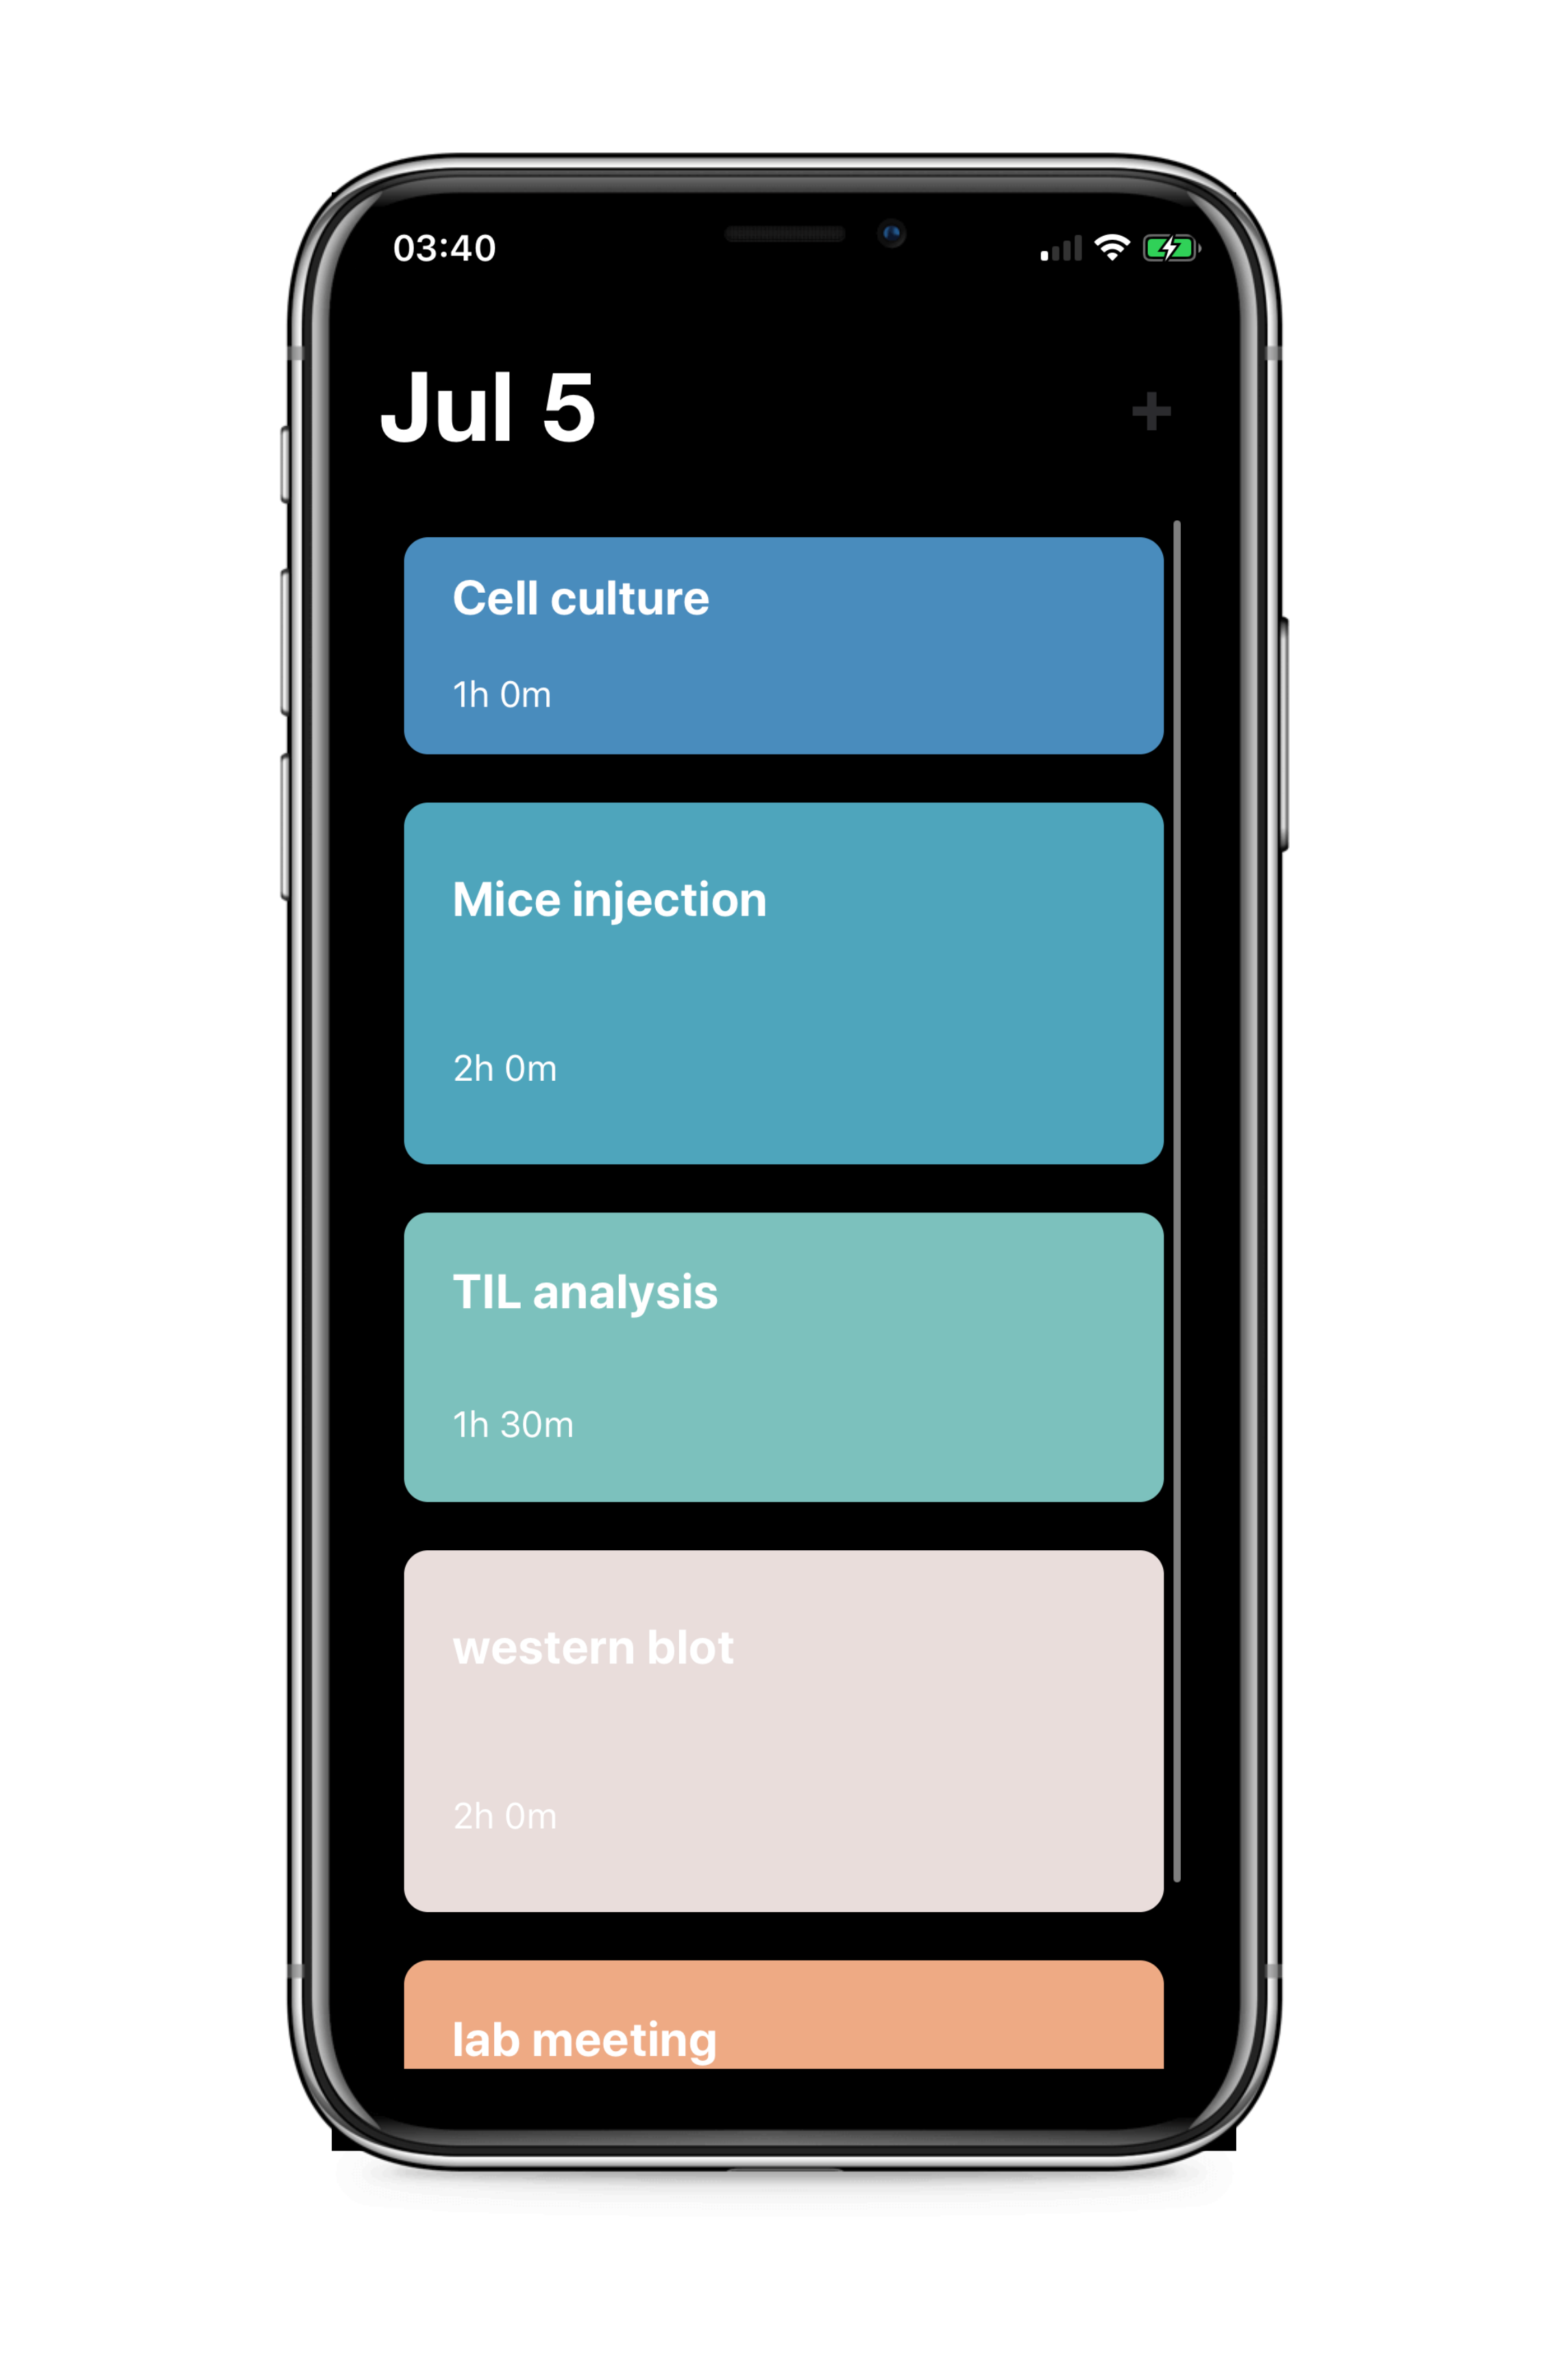 03:40
Jul 5
Cell culture
1h 0m
Mice injection
2h 0m
TIL analysis
1h 30m
western blot
2h 0m
lab meeting